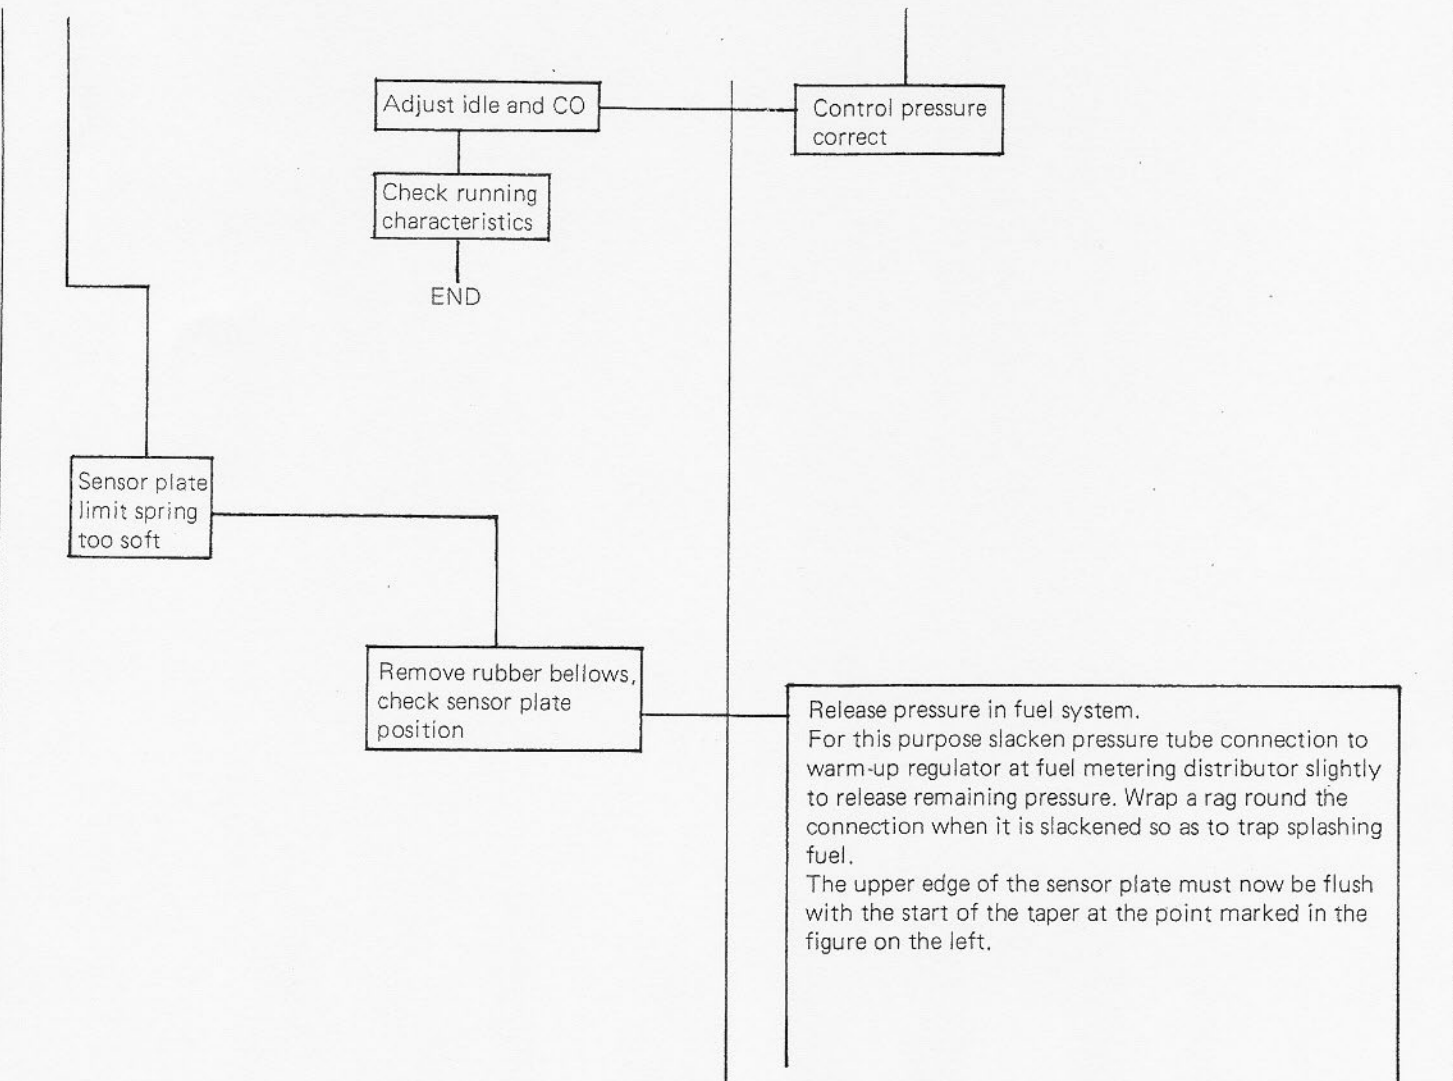 Adjust idle and CO
Control pressure
correct
Check running
characteristics
END
Sensor plate
limit spring
too soft
Remove rubber bellows,
check sensor plate
position
Release pressure in fuel system.
For this purpose slacken pressure tube connection to
warm-up regulator at fuel metering distributor slightly
to release remaining pressure. Wrap a rag round the
connection when it is slackened so as to trap splashing
fuel.
The upper edge of the sensor plate must now be flush
with the start of the taper at the point marked in the
figure on the left.